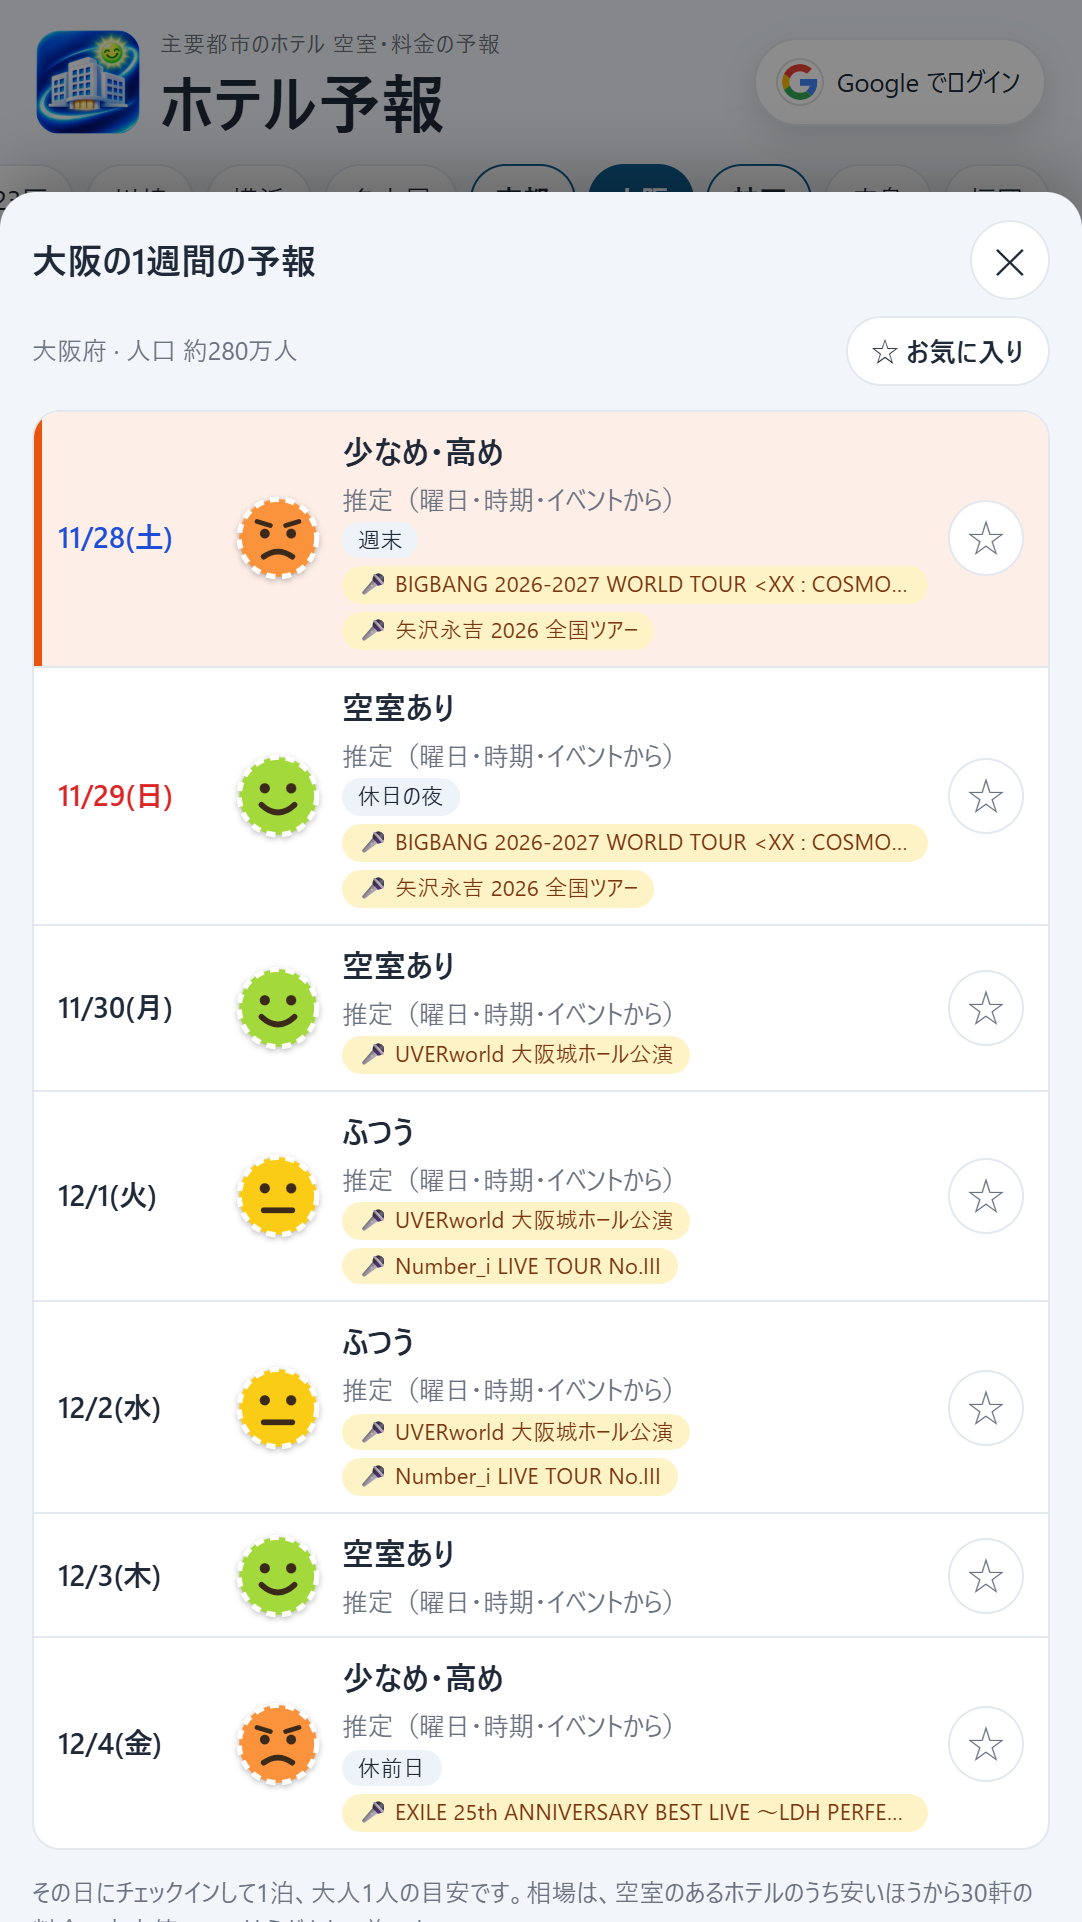 主要都市のホテル 空室・料金の予報
ホテル予報
Google でログイン
京都
大阪
大阪の1週間の予報
大阪府 · 人口 約280万人
☆ お気に入り
11/28(土)
少なめ・高め
推定（曜日・時期・イベントから）
週末
BIGBANG 2026-2027 WORLD TOUR <XX : COSMO...
矢沢永吉 2026 全国ツアー
11/29(日)
空室あり
推定（曜日・時期・イベントから）
休日の夜
BIGBANG 2026-2027 WORLD TOUR <XX : COSMO...
矢沢永吉 2026 全国ツアー
11/30(月)
空室あり
推定（曜日・時期・イベントから）
UVERworld 大阪城ホール公演
12/1(火)
ふつう
推定（曜日・時期・イベントから）
UVERworld 大阪城ホール公演
Number_i LIVE TOUR No.III
12/2(水)
ふつう
推定（曜日・時期・イベントから）
UVERworld 大阪城ホール公演
Number_i LIVE TOUR No.III
12/3(木)
空室あり
推定（曜日・時期・イベントから）
12/4(金)
少なめ・高め
推定（曜日・時期・イベントから）
休前日
EXILE 25th ANNIVERSARY BEST LIVE ～LDH PERFE...
その日にチェックインして1泊、大人1人の目安です。相場は、空室のあるホテルのうち安いほうから30軒の